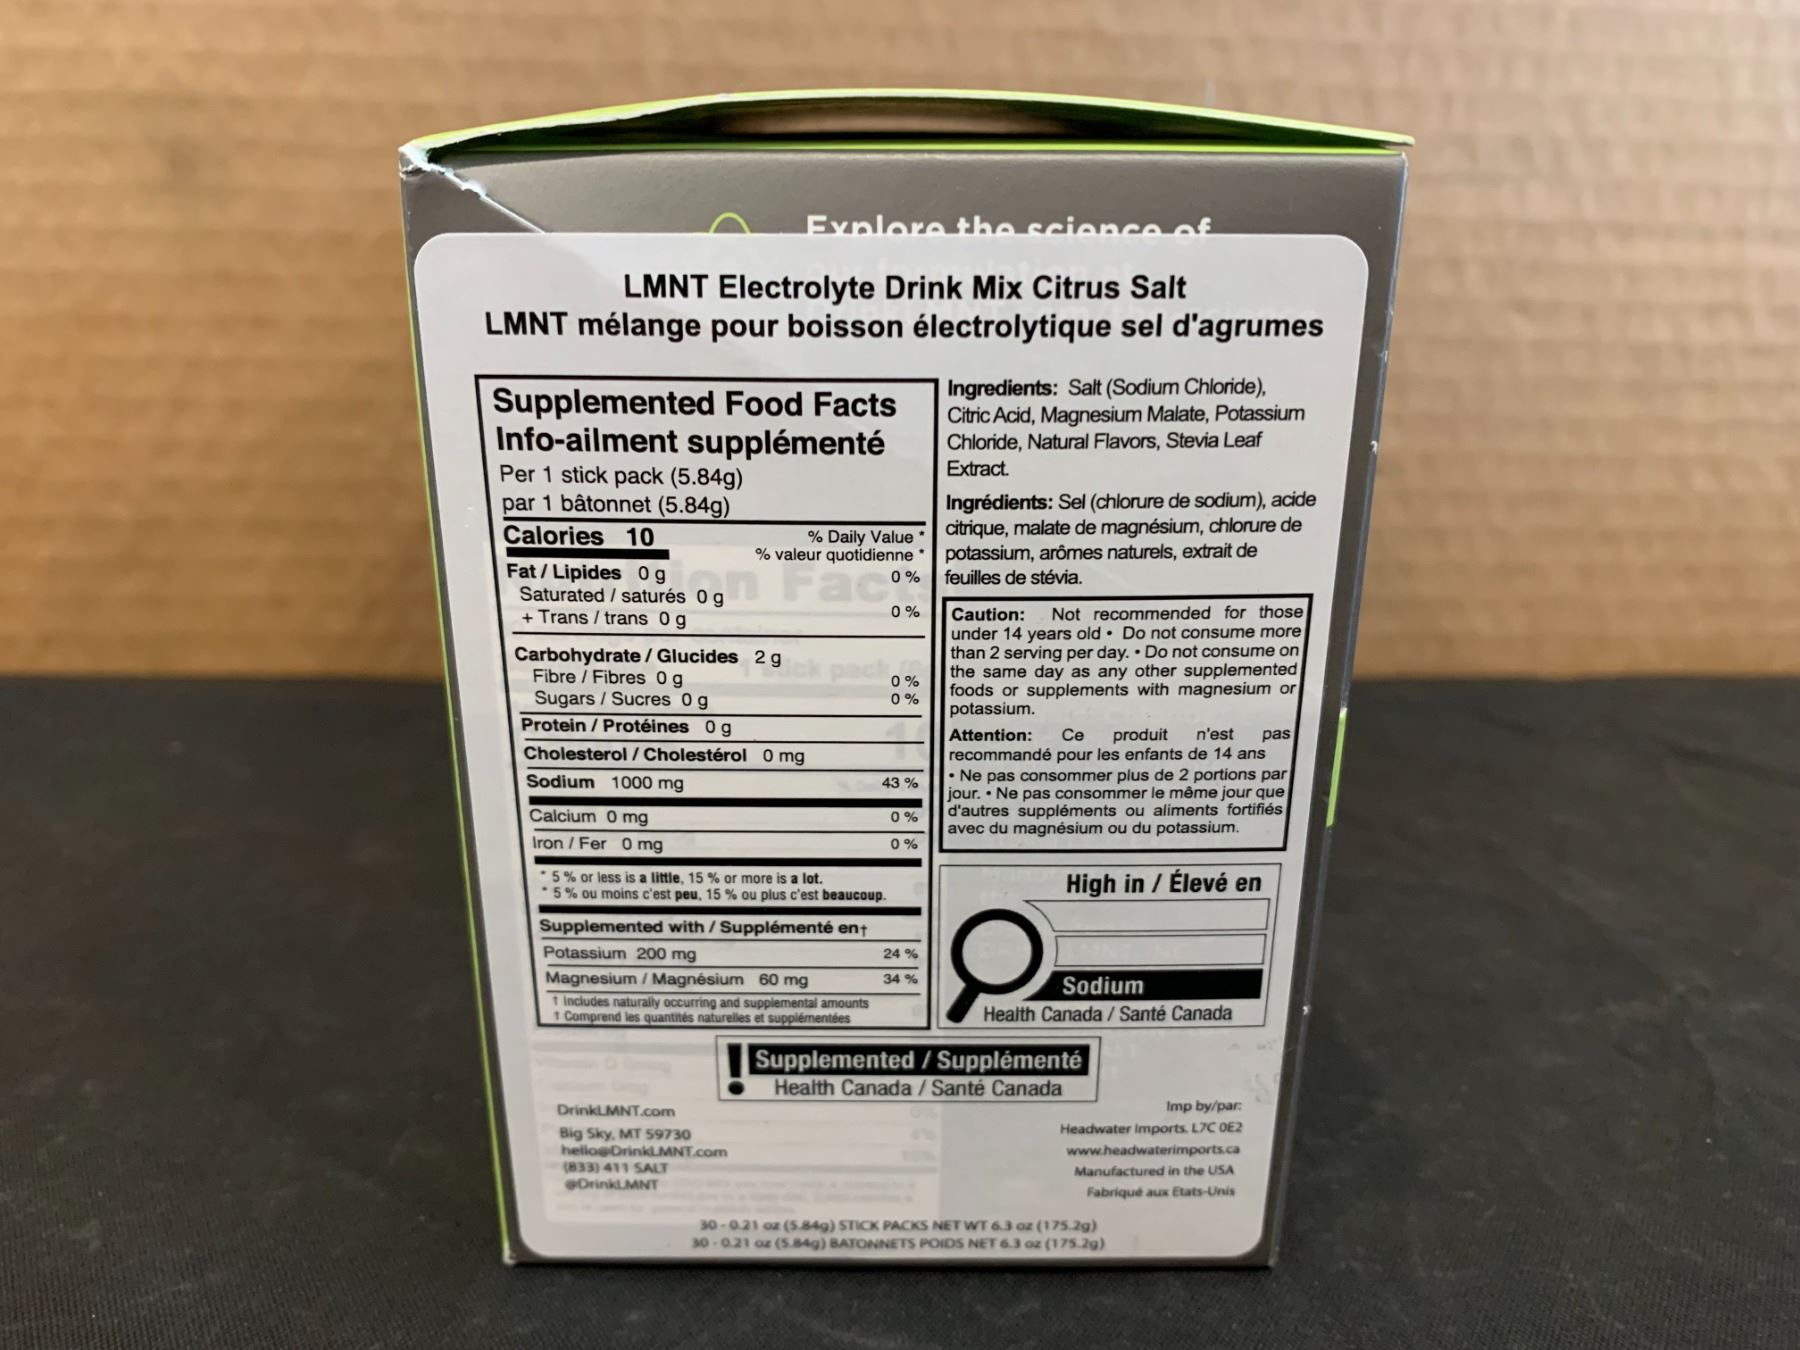 Explore the science of
LMNT Electrolyte Drink Mix Citrus Salt
LMNT mélange pour boisson électrolytique sel d'agrumes
Supplemented Food Facts
Info-ailment supplémenté
Per 1 stick pack (5.84g)
par 1 bâtonnet (5.84g)
Calories 10
% Daily Value *
% valeur quotidienne *
Fat / Lipides 0 g 0 %
Saturated / saturés 0 g
+ Trans / trans 0 g 0 %
Carbohydrate / Glucides 2 g
Fibre / Fibres 0 g 0 %
Sugars / Sucres 0 g 0 %
Protein / Protéines 0 g
Cholesterol / Cholestérol 0 mg
Sodium 1000 mg 43 %
Calcium 0 mg 0 %
Iron / Fer 0 mg 0 %
* 5 % or less is a little, 15 % or more is a lot.
* 5 % ou moins c'est peu, 15 % ou plus c'est beaucoup.
Supplemented with / Supplémenté en†
Potassium 200 mg 24 %
Magnesium / Magnésium 60 mg 34 %
† Includes naturally occurring and supplemental amounts
† Comprend les quantités naturelles et supplémentées
Ingredients: Salt (Sodium Chloride),
Citric Acid, Magnesium Malate, Potassium
Chloride, Natural Flavors, Stevia Leaf
Extract.
Ingrédients: Sel (chlorure de sodium), acide
citrique, malate de magnésium, chlorure de
potassium, arômes naturels, extrait de
feuilles de stévia.
Caution: Not recommended for those
under 14 years old • Do not consume more
than 2 serving per day. • Do not consume on
the same day as any other supplemented
foods or supplements with magnesium or
potassium.
Attention: Ce produit n'est pas
recommandé pour les enfants de 14 ans
• Ne pas consommer plus de 2 portions par
jour. • Ne pas consommer le même jour que
d'autres suppléments ou aliments fortifiés
avec du magnésium ou du potassium.
High in / Élevé en
Sodium
Health Canada / Santé Canada
! Supplemented / Supplémenté
Health Canada / Santé Canada
DrinkLMNT.com
Big Sky, MT 59730
hello@DrinkLMNT.com
(833) 411 SALT
@DrinkLMNT
Imp by/par:
Headwater Imports. L7C 0E2
www.headwaterimports.ca
Manufactured in the USA
Fabriqué aux Etats-Unis
30 - 0.21 oz (5.84g) STICK PACKS NET WT 6.3 oz (175.2g)
30 - 0.21 oz (5.84g) BATONNETS POIDS NET 6.3 oz (175.2g)